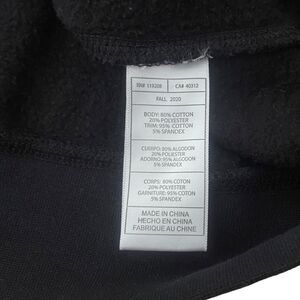 RN# 119208 CA# 40312
FALL 2020
BODY: 80% COTTON
20% POLYESTER
TRIM: 95% COTTON
5% SPANDEX
CUERPO: 80% ALGODON
20% POLIESTER
ADORNO: 95% ALGODON
5% SPANDEX
CORPS: 80% COTON
20% POLYESTER
GARNITURE: 95% COTON
5% SPANDEX
MADE IN CHINA
HECHO EN CHINA
FABRIQUE AU CHINE